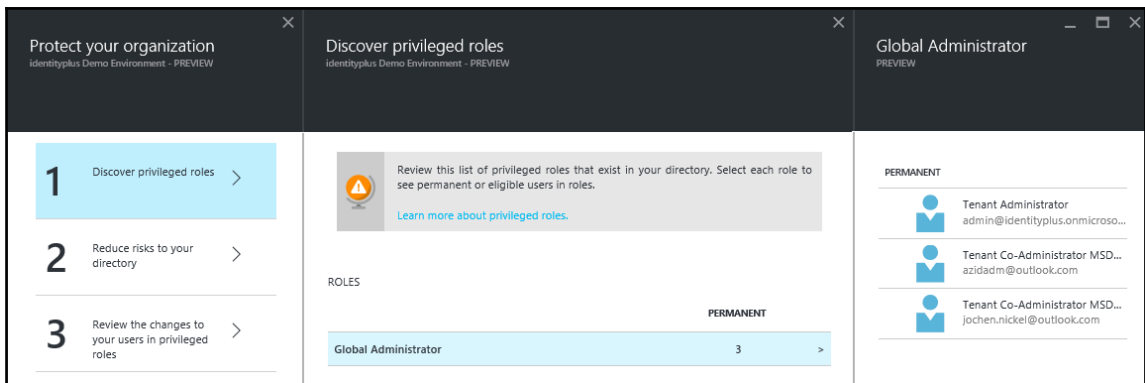 Protect your organization
identityplus Demo Environment - PREVIEW
1
Discover privileged roles
2
Reduce risks to your
directory
3
Review the changes to
your users in privileged
roles
Discover privileged roles
identityplus Demo Environment - PREVIEW
Review this list of privileged roles that exist in your directory. Select each role to
see permanent or eligible users in roles.
Learn more about privileged roles.
ROLES
PERMANENT
Global Administrator 3 >
Global Administrator
PREVIEW
PERMANENT
Tenant Administrator
admin@identityplus.onmicroso...
Tenant Co-Administrator MSD...
azidadm@outlook.com
Tenant Co-Administrator MSD...
jochen.nickel@outlook.com